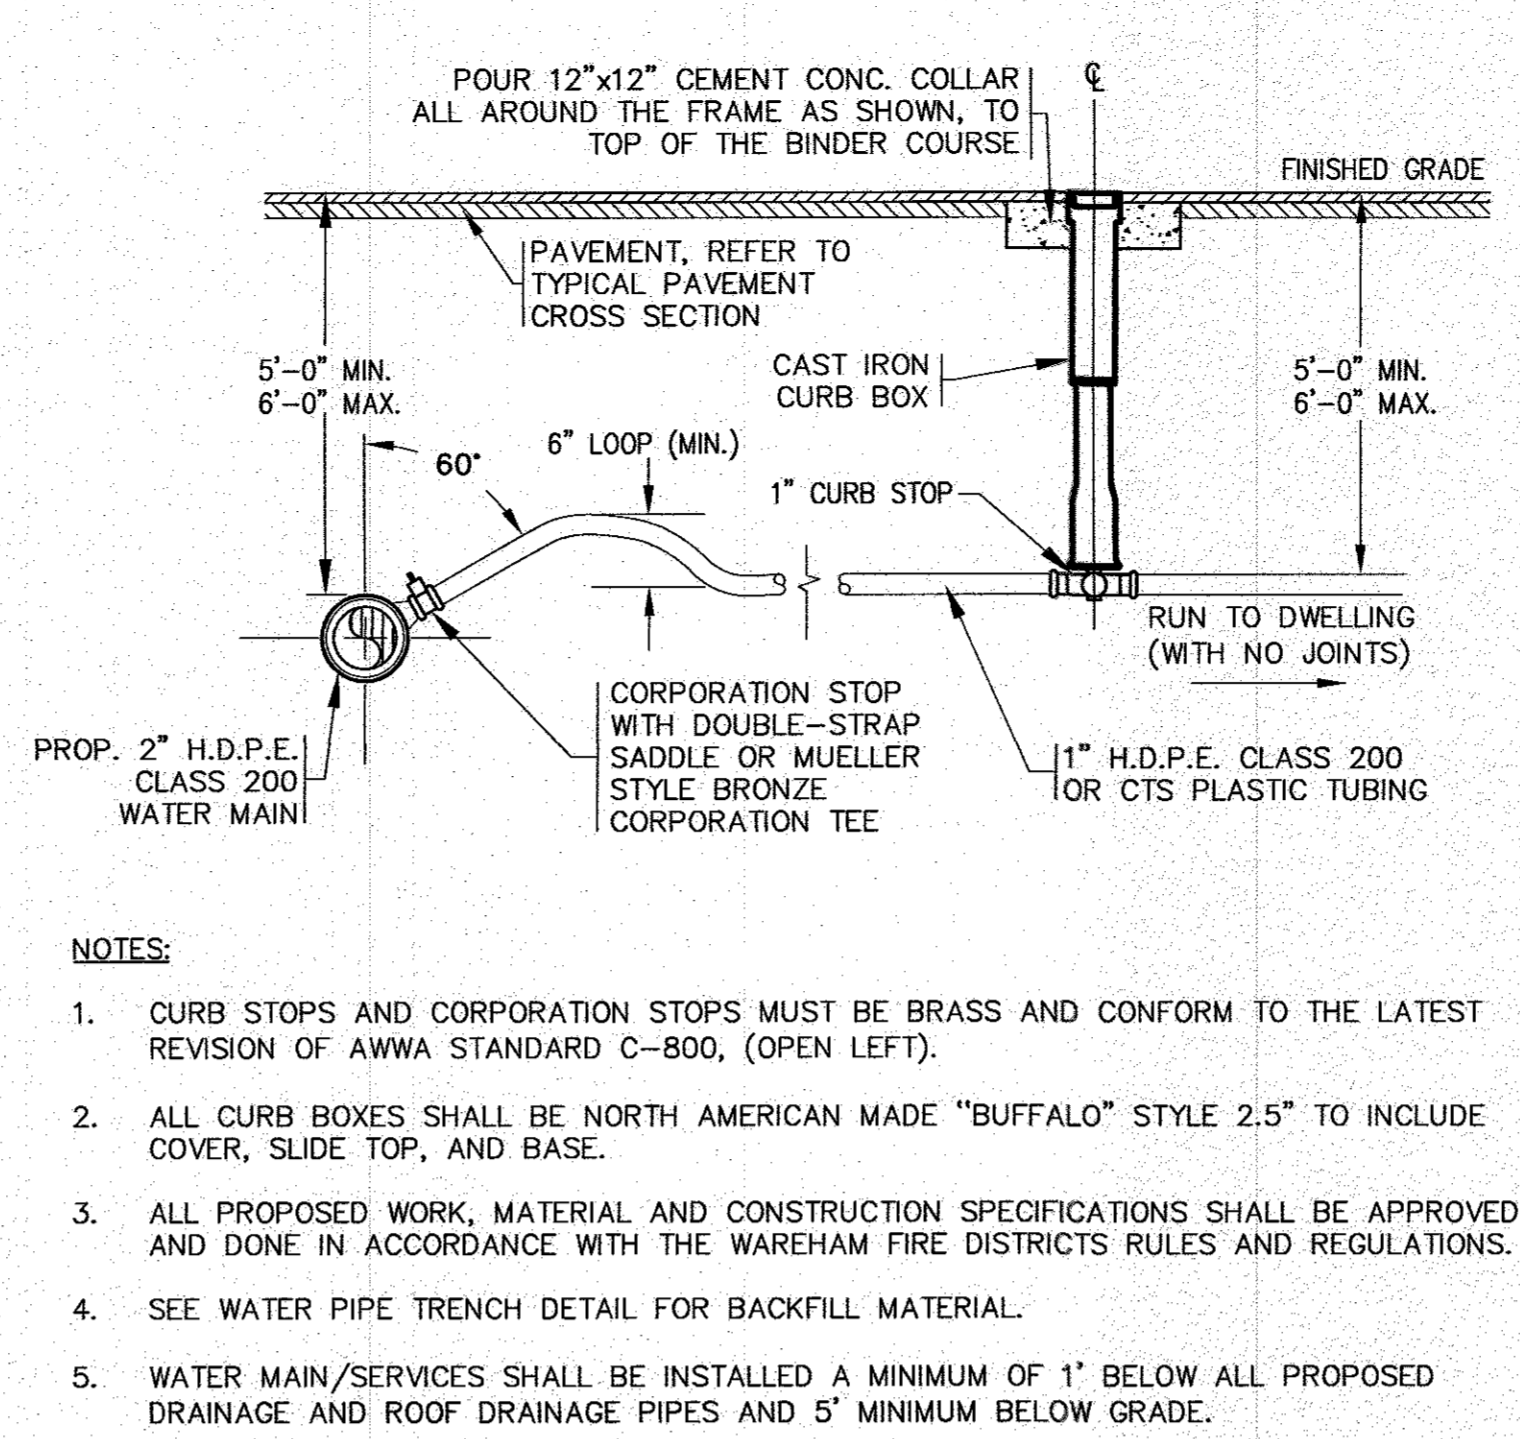 POUR 12"x12" CEMENT CONC. COLLAR
ALL AROUND THE FRAME AS SHOWN, TO
TOP OF THE BINDER COURSE
℄
FINISHED GRADE
PAVEMENT, REFER TO
TYPICAL PAVEMENT
CROSS SECTION
5'-0" MIN.
6'-0" MAX.
CAST IRON
CURB BOX
5'-0" MIN.
6'-0" MAX.
60°
6" LOOP (MIN.)
1" CURB STOP
RUN TO DWELLING
(WITH NO JOINTS)
PROP. 2" H.D.P.E.
CLASS 200
WATER MAIN
CORPORATION STOP
WITH DOUBLE-STRAP
SADDLE OR MUELLER
STYLE BRONZE
CORPORATION TEE
1" H.D.P.E. CLASS 200
OR CTS PLASTIC TUBING
NOTES:
1. CURB STOPS AND CORPORATION STOPS MUST BE BRASS AND CONFORM TO THE LATEST
REVISION OF AWWA STANDARD C-800, (OPEN LEFT).
2. ALL CURB BOXES SHALL BE NORTH AMERICAN MADE "BUFFALO" STYLE 2.5" TO INCLUDE
COVER, SLIDE TOP, AND BASE.
3. ALL PROPOSED WORK, MATERIAL AND CONSTRUCTION SPECIFICATIONS SHALL BE APPROVED
AND DONE IN ACCORDANCE WITH THE WAREHAM FIRE DISTRICTS RULES AND REGULATIONS.
4. SEE WATER PIPE TRENCH DETAIL FOR BACKFILL MATERIAL.
5. WATER MAIN/SERVICES SHALL BE INSTALLED A MINIMUM OF 1' BELOW ALL PROPOSED
DRAINAGE AND ROOF DRAINAGE PIPES AND 5' MINIMUM BELOW GRADE.